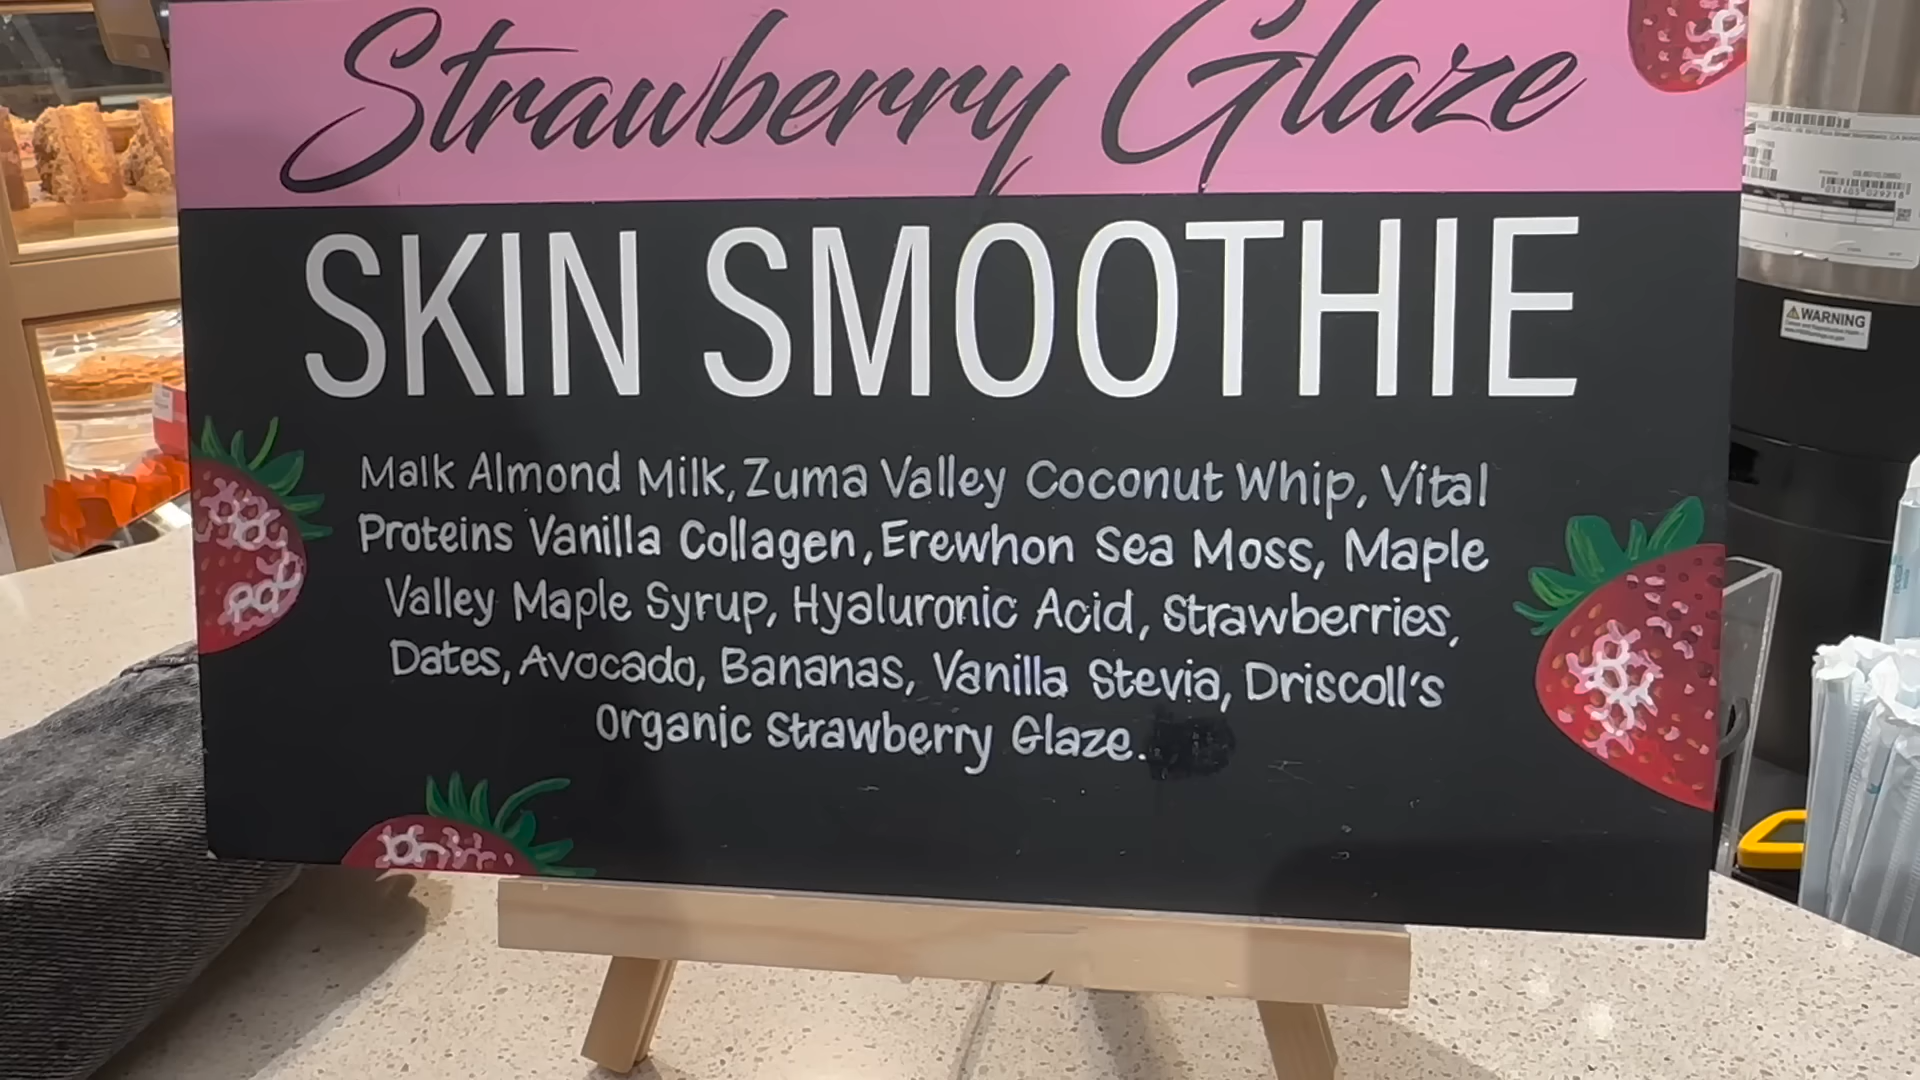 Strawberry Glaze
SKIN SMOOTHIE
Malk Almond Milk, Zuma Valley Coconut Whip, Vital
Proteins Vanilla Collagen, Erewhon Sea Moss, Maple
Valley Maple Syrup, Hyaluronic Acid, Strawberries,
Dates, Avocado, Bananas, Vanilla Stevia, Driscoll's
Organic Strawberry Glaze.
WARNING